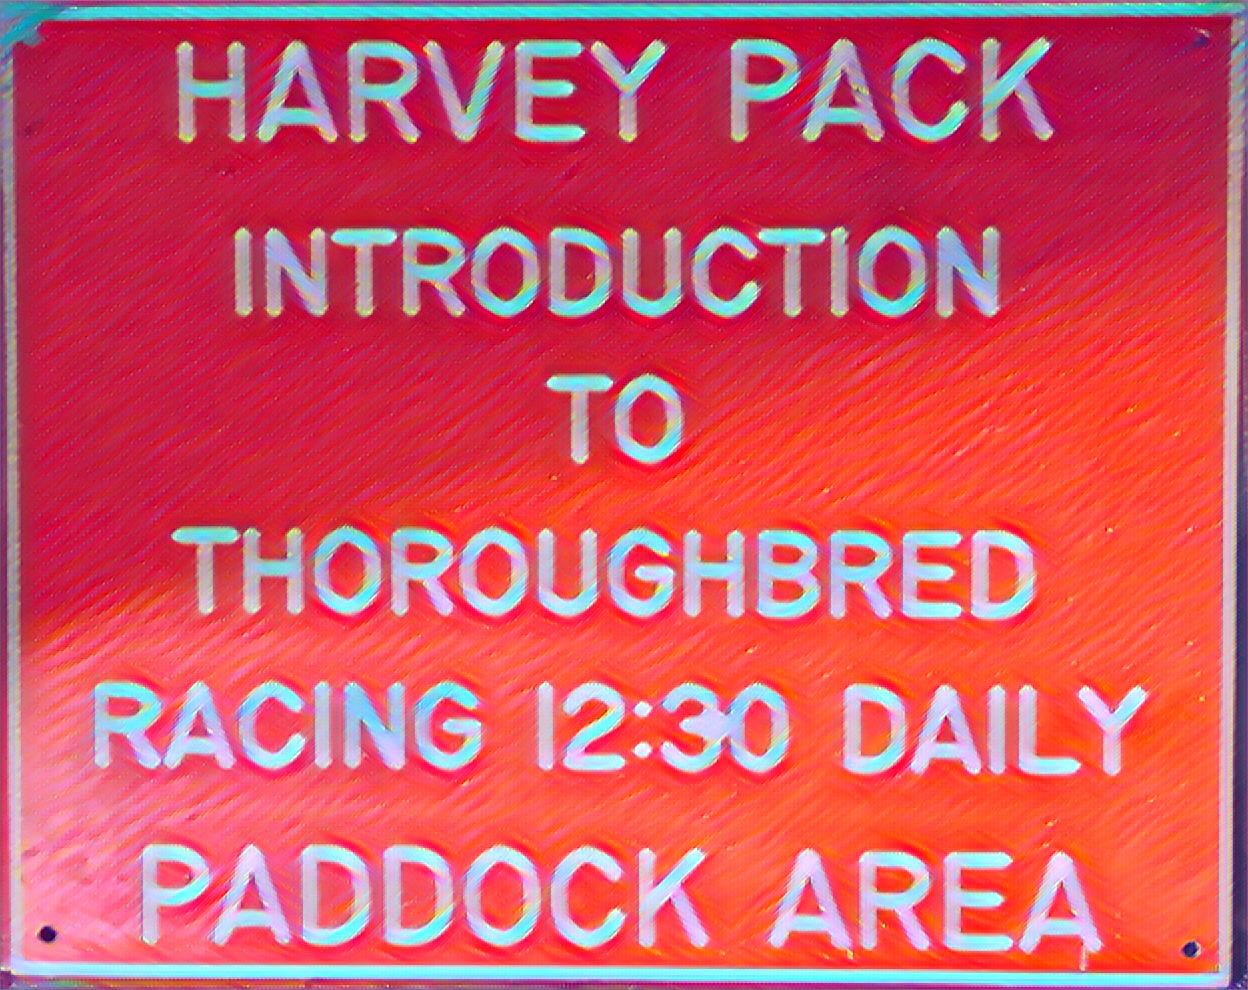 HARVEY PACK
INTRODUCTION
TO
THOROUGHBRED
RACING 12:30 DAILY
PADDOCK AREA